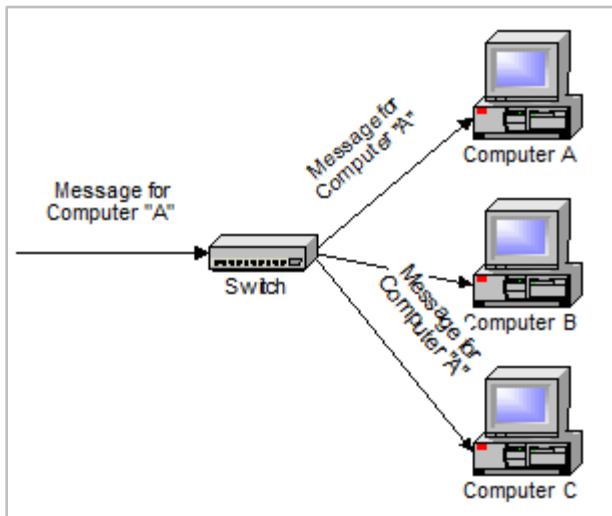 Message for
Computer "A"
Switch
Message for
Computer "A"
Computer A
Message for
Computer "A"
Computer B
Computer C